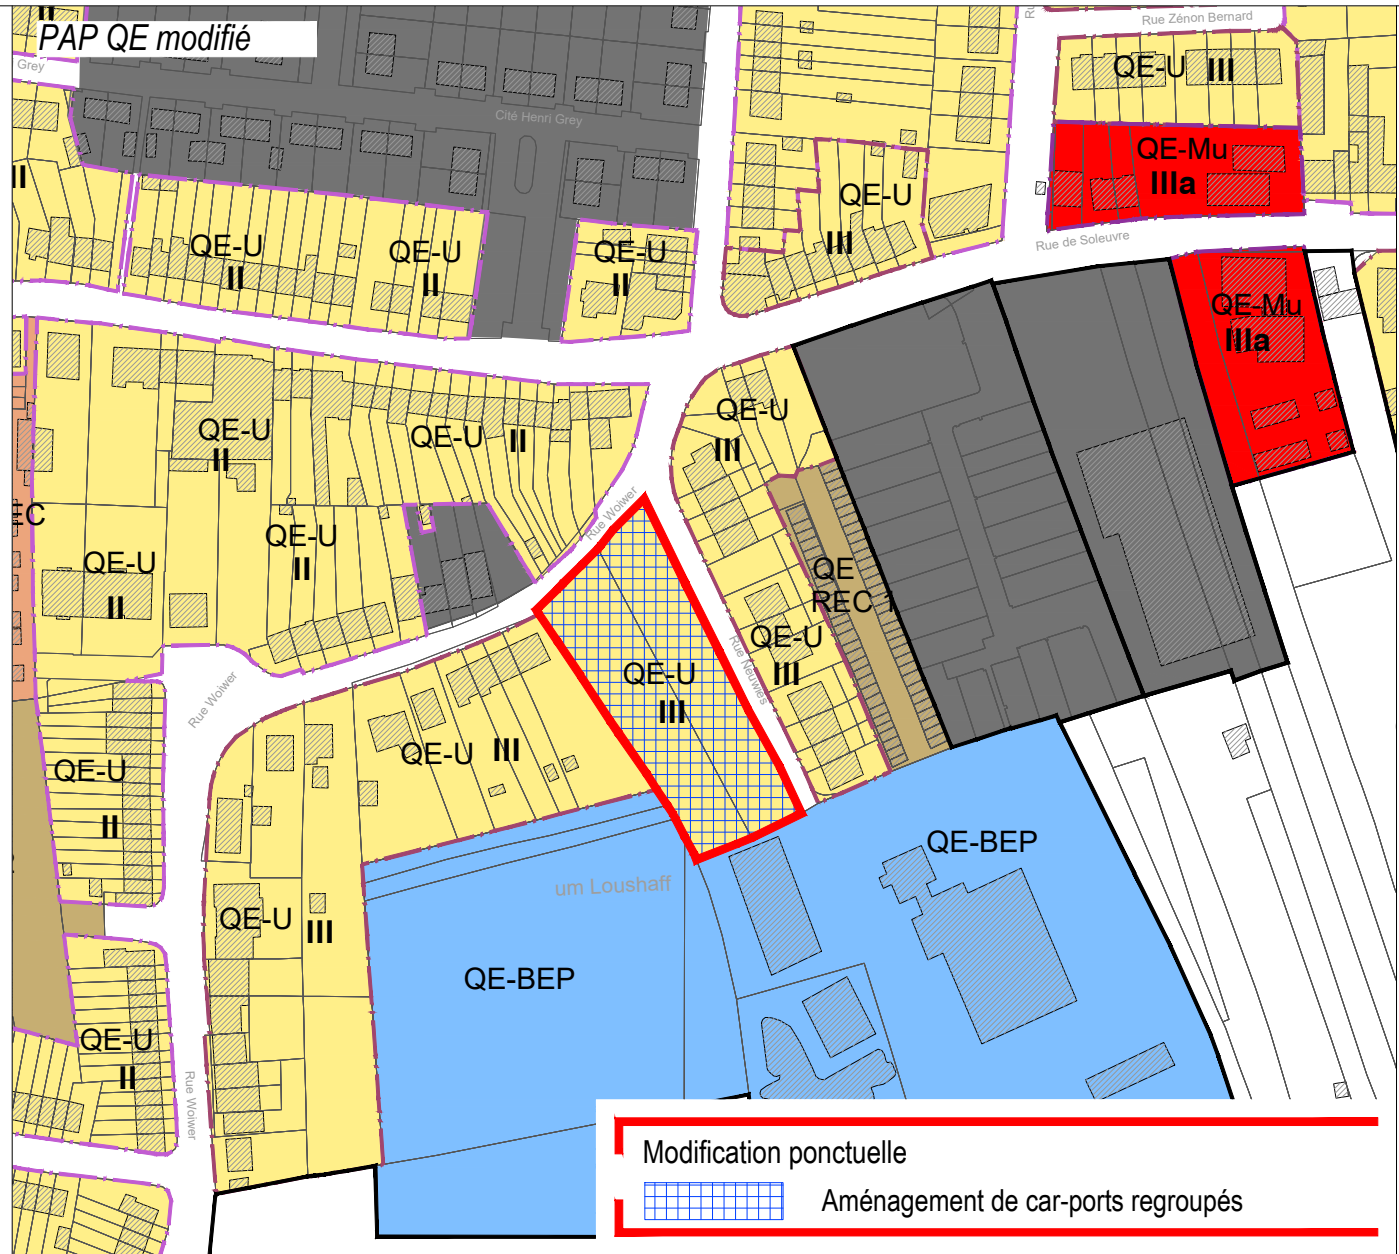 II
PAP QE modifié
Grey
Cité Henri Grey
Rue Zénon Bernard
QE-U III
QE-Mu
IIIa
II
QE-U
II
QE-U
II
QE-U
II
QE-U
III
Rue de Soleuvre
QE-Mu
IIIa
QE-U
II
QE-U II
QE-U
III
Rue Woiwer
QE-U
II
QE-U
II
QE
REC 1
QE-U
III
QE-U
III
Rue Neuwies
Rue Woiwer
QE-U III
QE-U
II
QE-BEP
um Loushaff
QE-U III
QE-BEP
QE-U
II
Rue Woiwer
Modification ponctuelle
Aménagement de car-ports regroupés